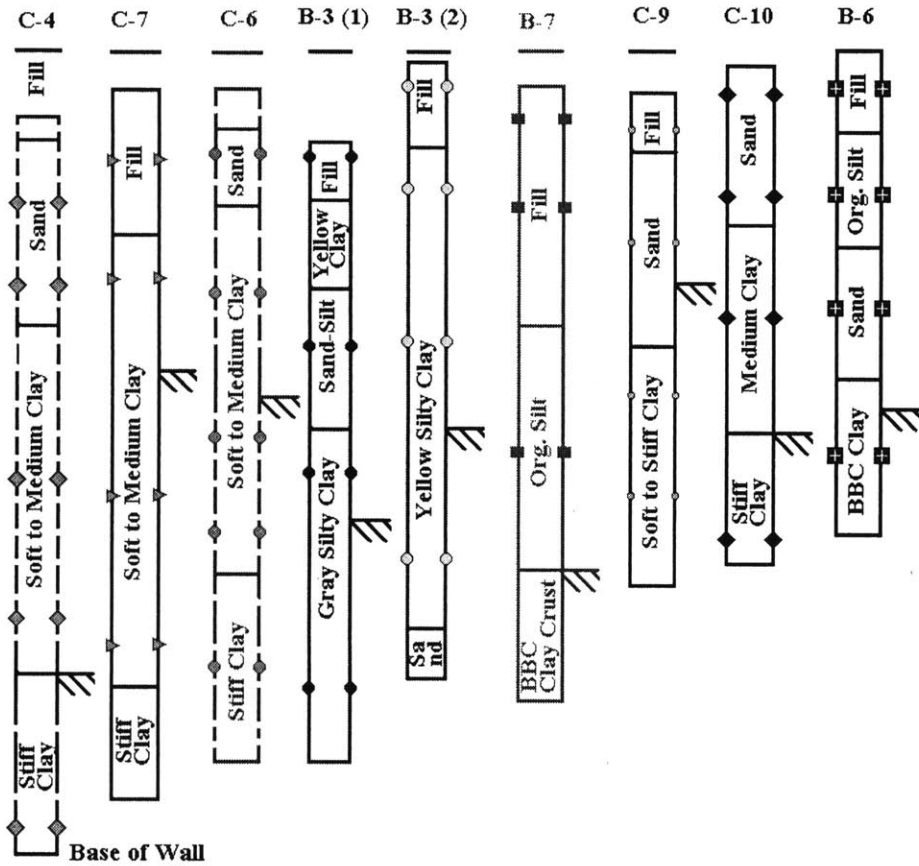 C-4 C-7 C-6 B-3 (1) B-3 (2) B-7 C-9 C-10 B-6
Fill
Sand
Soft to Medium Clay
Stiff
Clay
Fill
Soft to Medium Clay
Stiff
Clay
Sand
Soft to Medium Clay
Stiff Clay
Fill
Yellow
Clay
Sand-Silt
Gray Silty Clay
Fill
Yellow Silty Clay
Sa
nd
Fill
Org. Silt
BBC
Clay Crust
Fill
Sand
Soft to Stiff Clay
Sand
Medium Clay
Stiff
Clay
Fill
Org. Silt
Sand
BBC Clay
Base of Wall